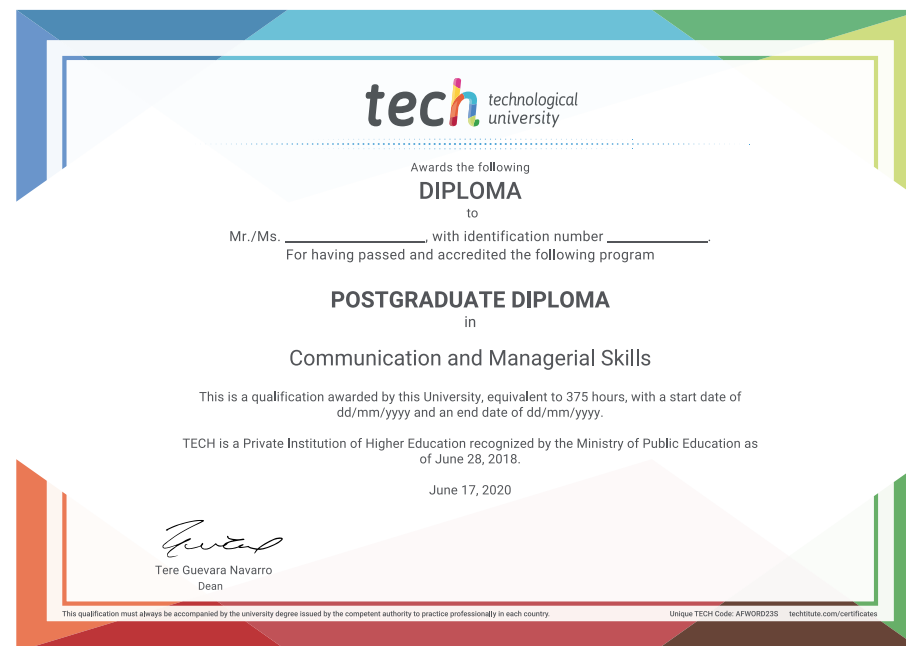 tech technological
university
Awards the following
DIPLOMA
to
Mr./Ms. ____________________, with identification number ______________.
For having passed and accredited the following program
POSTGRADUATE DIPLOMA
in
Communication and Managerial Skills
This is a qualification awarded by this University, equivalent to 375 hours, with a start date of
dd/mm/yyyy and an end date of dd/mm/yyyy.
TECH is a Private Institution of Higher Education recognized by the Ministry of Public Education as
of June 28, 2018.
June 17, 2020
Tere Guevara Navarro
Dean
This qualification must always be accompanied by the university degree issued by the competent authority to practice professionally in each country.
Unique TECH Code: AFWORD23S techtitute.com/certificates